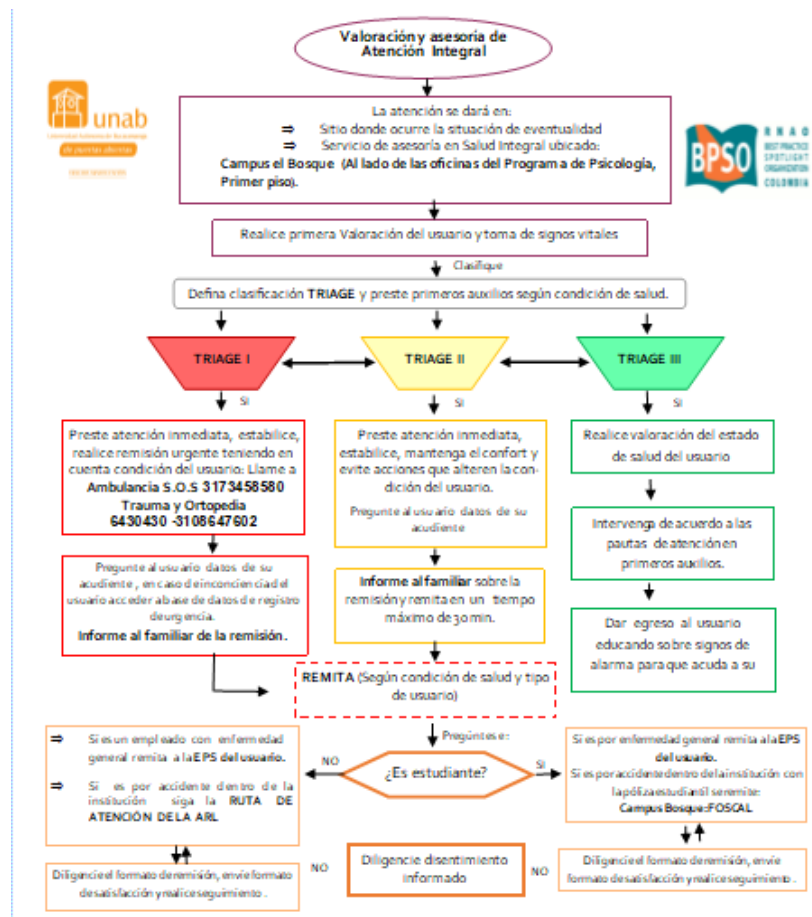 Valoración y asesoría de
Atención Integral
unab
Universidad Autónoma de Bucaramanga
de puertas abiertas
BPSO
RNAO
BEST PRACTICE
SPOTLIGHT
ORGANIZATION
COLOMBIA
La atención se dará en:
⇒ Sitio donde ocurre la situación de eventualidad
⇒ Servicio de asesoría en Salud Integral ubicado:
Campus el Bosque (Al lado de las oficinas del Programa de Psicología,
Primer piso).
Realice primera Valoración del usuario y toma de signos vitales
Clasifique
Defina clasificación TRIAGE y preste primeros auxilios según condición de salud.
TRIAGE I
TRIAGE II
TRIAGE III
SI
SI
SI
Preste atención inmediata, estabilice,
realice remisión urgente teniendo en
cuenta condición del usuario: Llame a
Ambulancia S.O.S 3173458580
Trauma y Ortopedia
6430430 -3108647602
Preste atención inmediata,
estabilice, mantenga el confort y
evite acciones que alteren la con-
dición del usuario.
Pregunte al usuario datos de su
acudiente
Realice valoración del estado
de salud del usuario
Intervenga de acuerdo a las
pautas de atención en
primeros auxilios.
Pregunte al usuario datos de su
acudiente, en caso de inconciencia del
usuario acceder a base de datos de registro
de urgencia.
Informe al familiar de la remisión.
Informe al familiar sobre la
remisión y remita en un tiempo
máximo de 30 min.
Dar egreso al usuario
educando sobre signos de
alarma para que acuda a su
REMITA (Según condición de salud y tipo
de usuario)
Pregúntese:
¿Es estudiante?
NO
SI
⇒ Si es un empleado con enfermedad
general remita a la EPS del usuario.
⇒ Si es por accidente dentro de la
institución siga la RUTA DE
ATENCIÓN DE LA ARL
Si es por enfermedad general remita a la EPS
del usuario.
Si es por accidente dentro de la institución con
la póliza estudiantil se remite:
Campus Bosque:FOSCAL
Diligencie el formato de remisión, envíe formato
de satisfacción y realice seguimiento .
NO
Diligencie disentimiento
informado
NO
Diligencie el formato de remisión, envíe
formato de satisfacción y realice seguimiento .